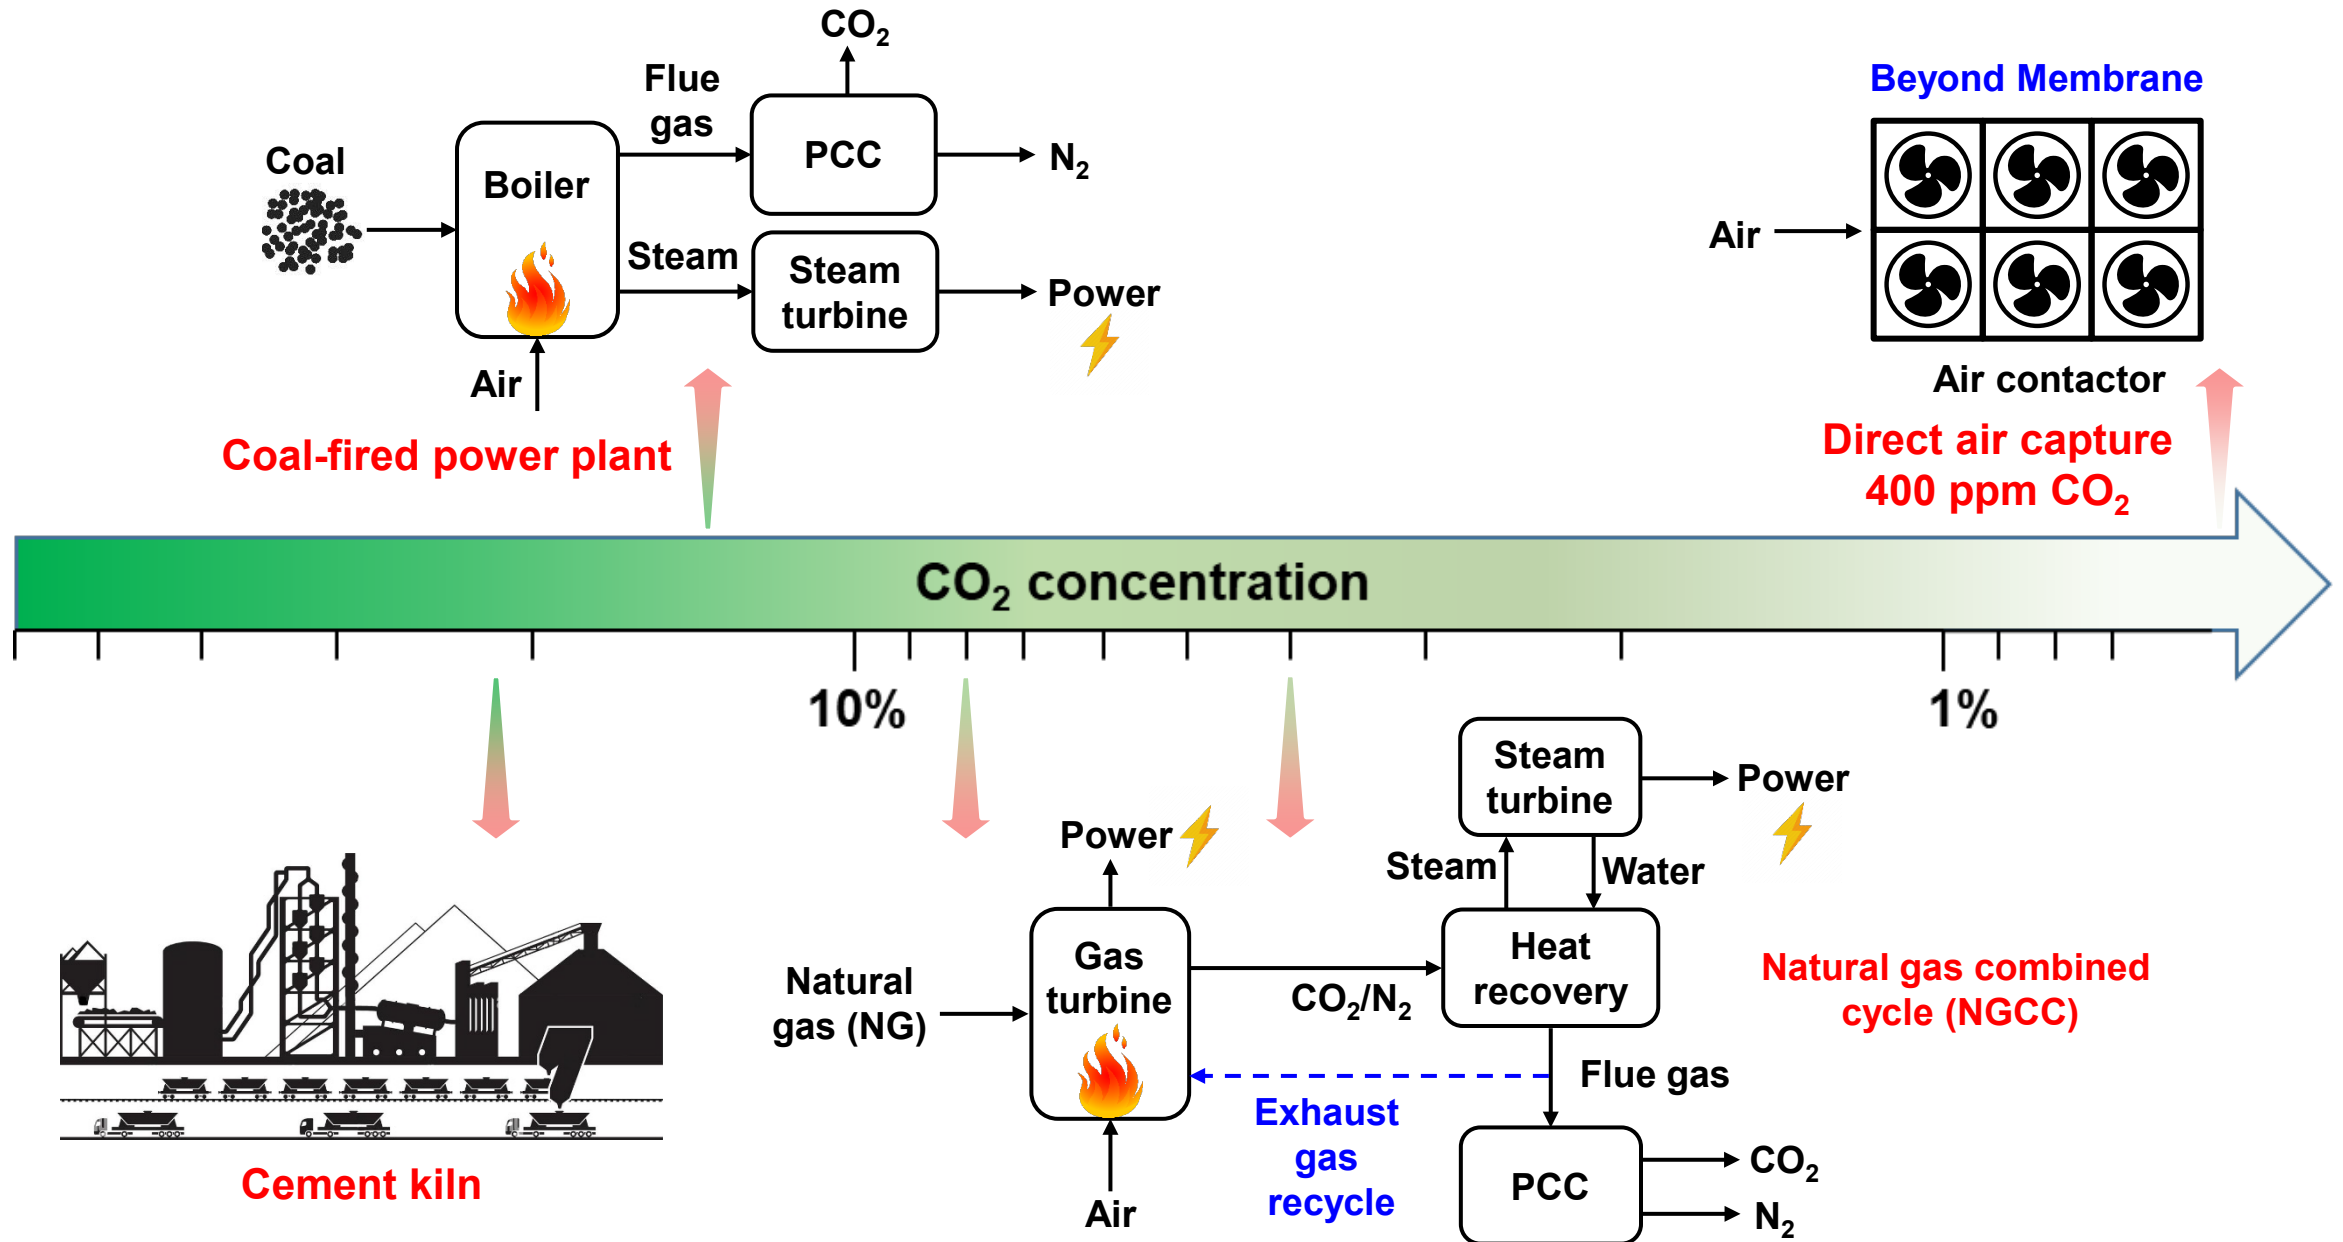 CO₂
Flue
gas
PCC
N₂
Coal
Boiler
Steam
Steam
turbine
Power
Air
Coal-fired power plant
Beyond Membrane
Air
Air contactor
Direct air capture
400 ppm CO₂
CO₂ concentration
10%
1%
Cement kiln
Power
Natural
gas (NG)
Gas
turbine
Air
CO₂/N₂
Steam
turbine
Power
Steam
Water
Heat
recovery
Natural gas combined
cycle (NGCC)
Flue gas
Exhaust
gas
recycle
PCC
CO₂
N₂